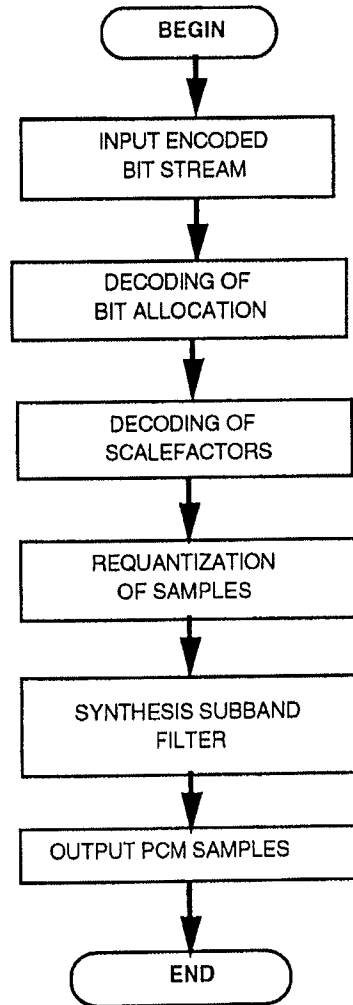 BEGIN
INPUT ENCODED
BIT STREAM
DECODING OF
BIT ALLOCATION
DECODING OF
SCALEFACTORS
REQUANTIZATION
OF SAMPLES
SYNTHESIS SUBBAND
FILTER
OUTPUT PCM SAMPLES
END